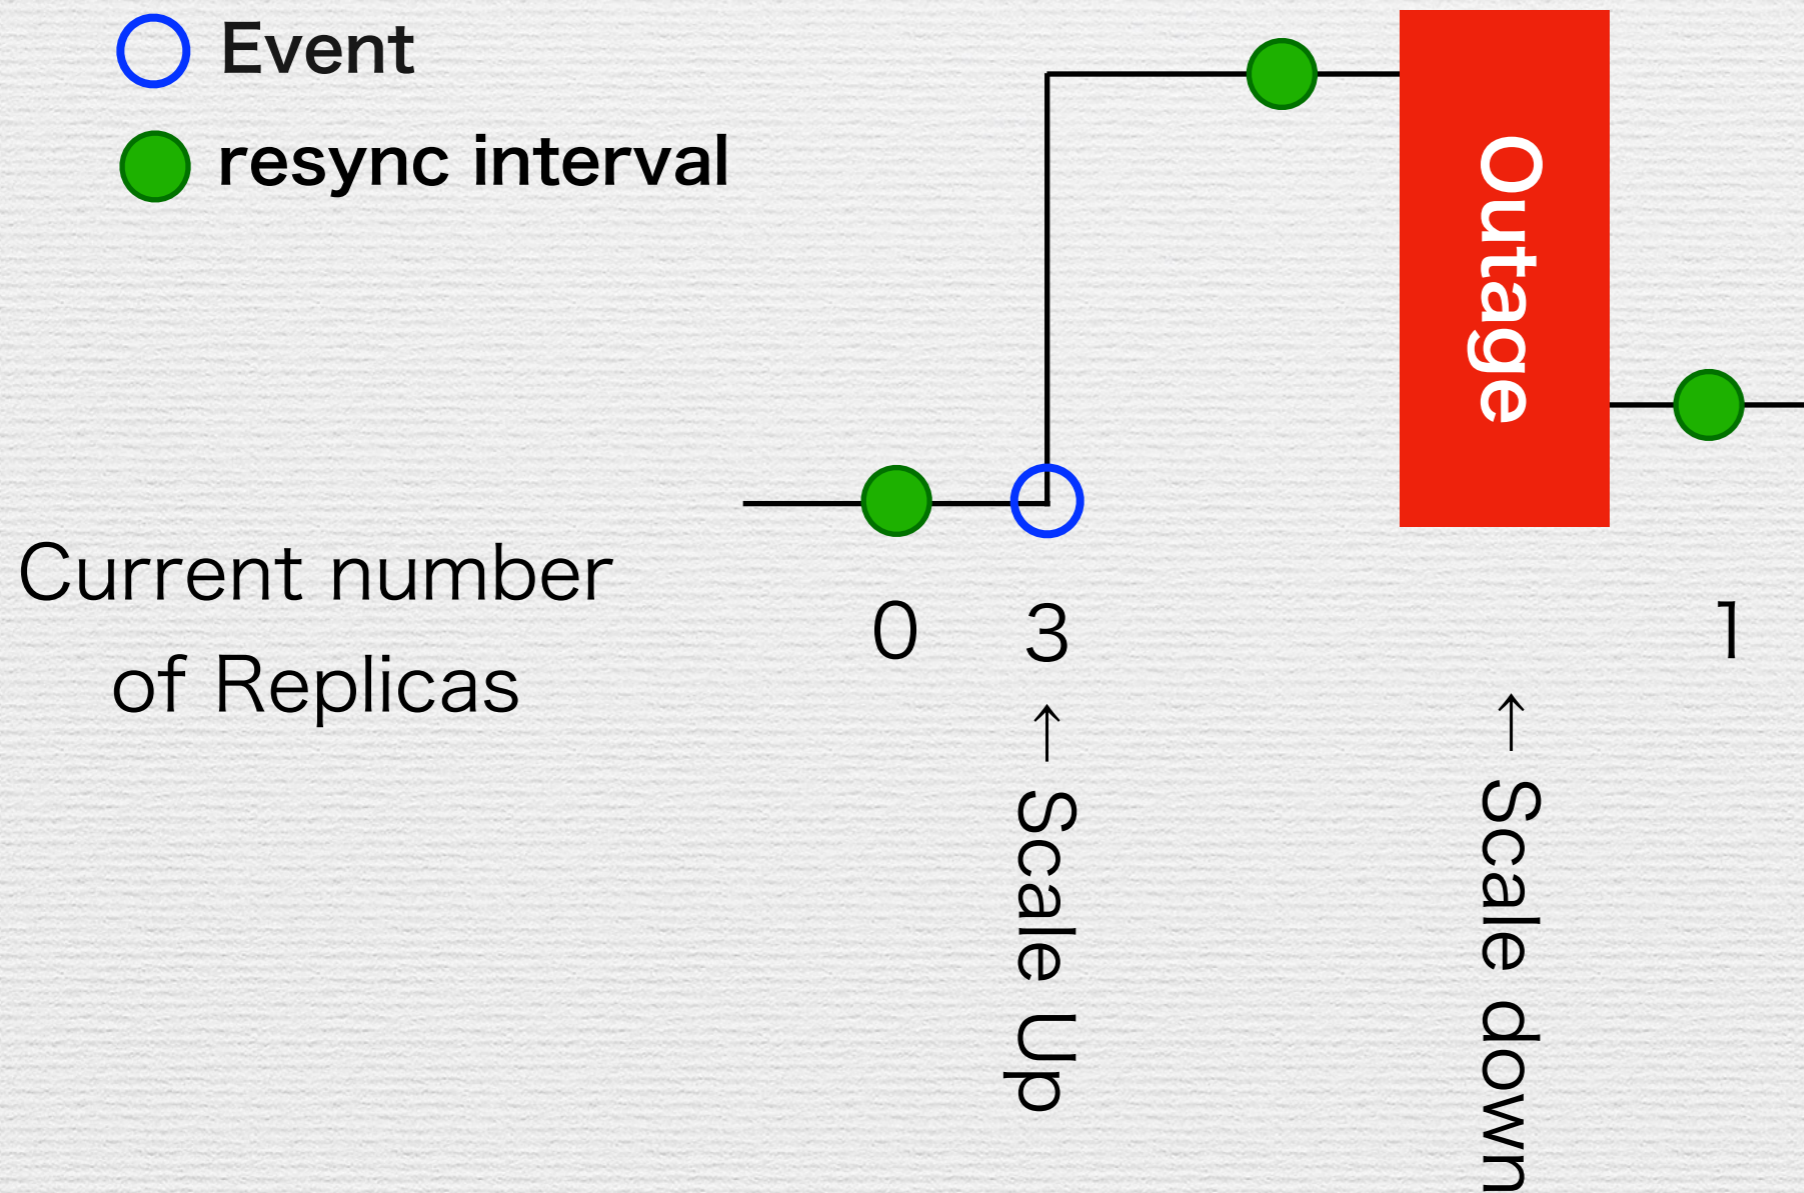 Event
resync interval
Outage
Current number
of Replicas
0
3
1
← Scale Up
← Scale down